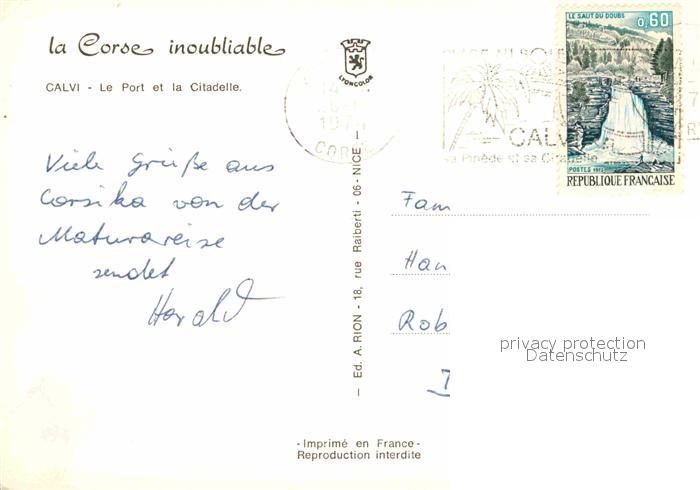 la Corse inoubliable
CALVI - Le Port et la Citadelle.
LYONCOLOR
LE SAUT DU DOUBS
0,60
POSTES 1973
REPUBLIQUE FRANÇAISE
CALV
sa Pinède et sa Citadelle
Viele Grüße aus
Corsika von der
Maturareise
sendet
Harald
— Ed. A. RION - 18, rue Raiberti - 06 - NICE —
Fam
Han
Rob
privacy protection
Datenschutz
- Imprimé en France -
Reproduction interdite